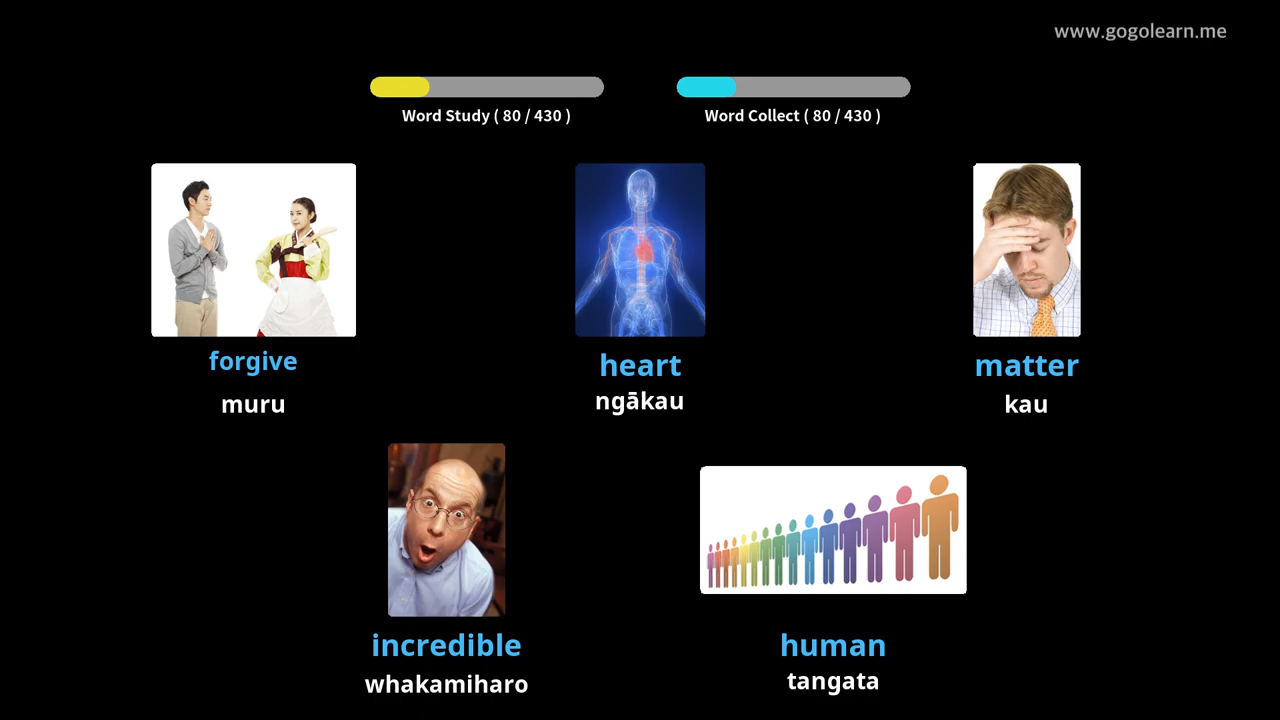 www.gogolearn.me
Word Study ( 80 / 430 )
Word Collect ( 80 / 430 )
forgive
muru
heart
ngākau
matter
kau
incredible
whakamiharo
human
tangata